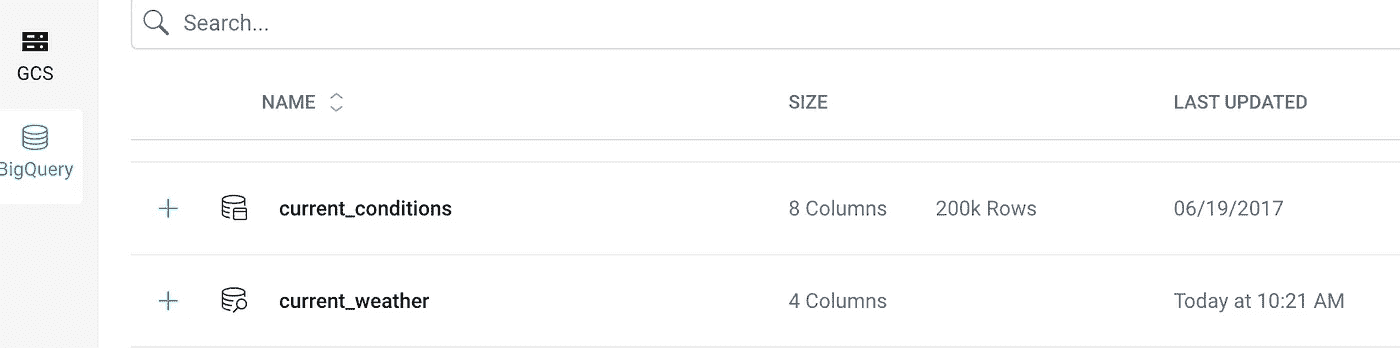 Search...
GCS
NAME SIZE LAST UPDATED
BigQuery
current_conditions 8 Columns 200k Rows 06/19/2017
current_weather 4 Columns Today at 10:21 AM